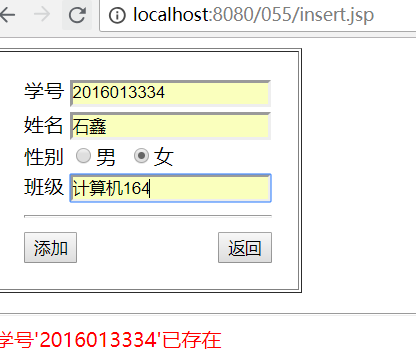 localhost:8080/055/insert.jsp
学号 2016013334
姓名 石鑫
性别 男 女
班级 计算机164
添加 返回
学号'2016013334'已存在